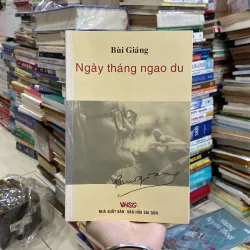 Bùi Giáng
Ngày tháng ngao du
VHSG
NHÀ XUẤT BẢN VĂN HÓA SÀI GÒN